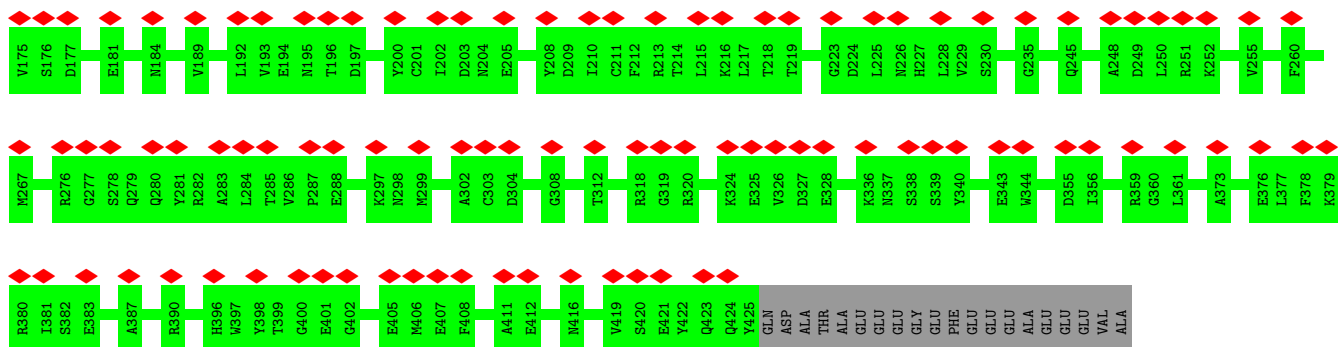 V175 S176 D177 E181 N184 V189 L192 V193 E194 N195 T196 D197 Y200 C201 I202 D203 N204 E205 Y208 D209 I210 C211 F212 R213 T214 L215 K216 L217 T218 T219 G223 D224 L225 N226 H227 L228 V229 S230 G235 Q245 A248 D249 L250 R251 K252 V255 F260
M267 R276 G277 S278 Q279 Q280 Y281 R282 A283 L284 T285 V286 P287 E288 K297 N298 M299 A302 C303 D304 G308 T312 R318 G319 R320 K324 E325 V326 D327 E328 K336 N337 S338 S339 Y340 E343 W344 D355 I356 R359 G360 L361 A373 E376 L377 F378 K379
R380 I381 S382 E383 A387 R390 H396 W397 Y398 T399 G400 E401 G402 E405 M406 E407 F408 A411 E412 N416 V419 S420 E421 Y422 Q423 Q424 Y425 GLN ASP ALA THR ALA GLU GLU GLU GLY GLU PHE GLU GLU GLU ALA GLU GLU GLU VAL ALA